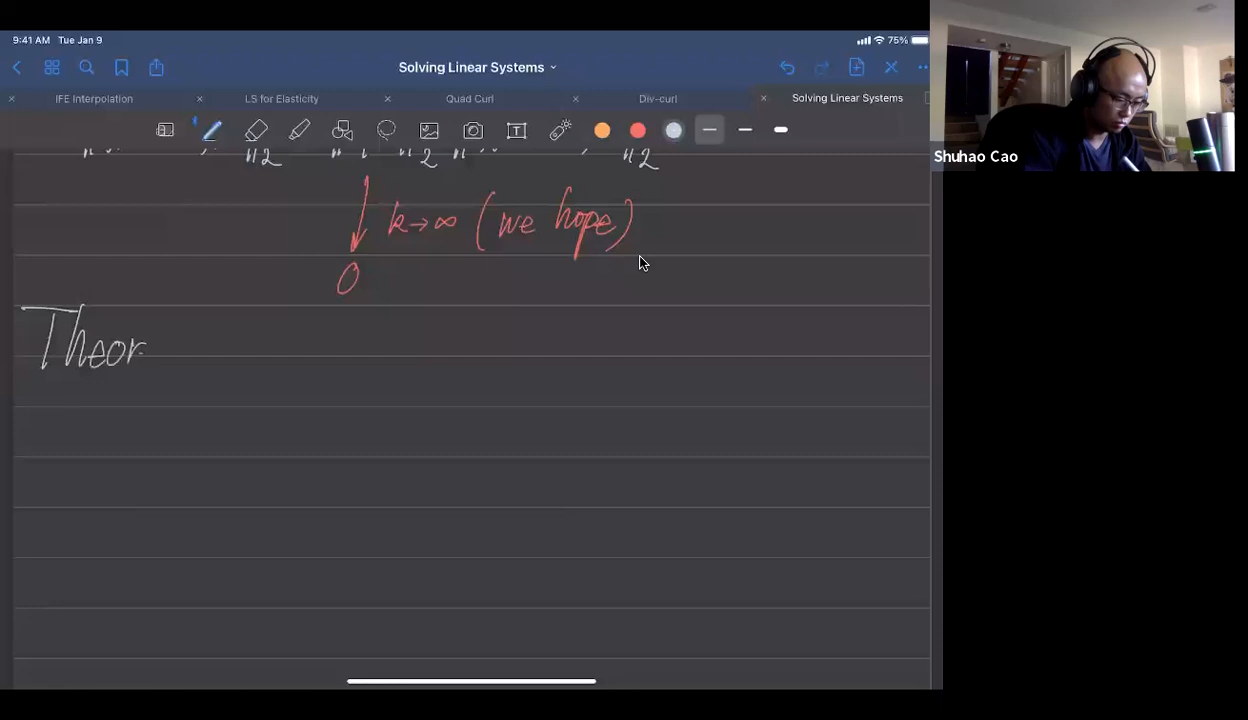 9:41 AM Tue Jan 9
75%
Solving Linear Systems
IFE Interpolation
LS for Elasticity
Quad Curl
Div-curl
Solving Linear Systems
Shuhao Cao
k→∞ (we hope)
0
Theor